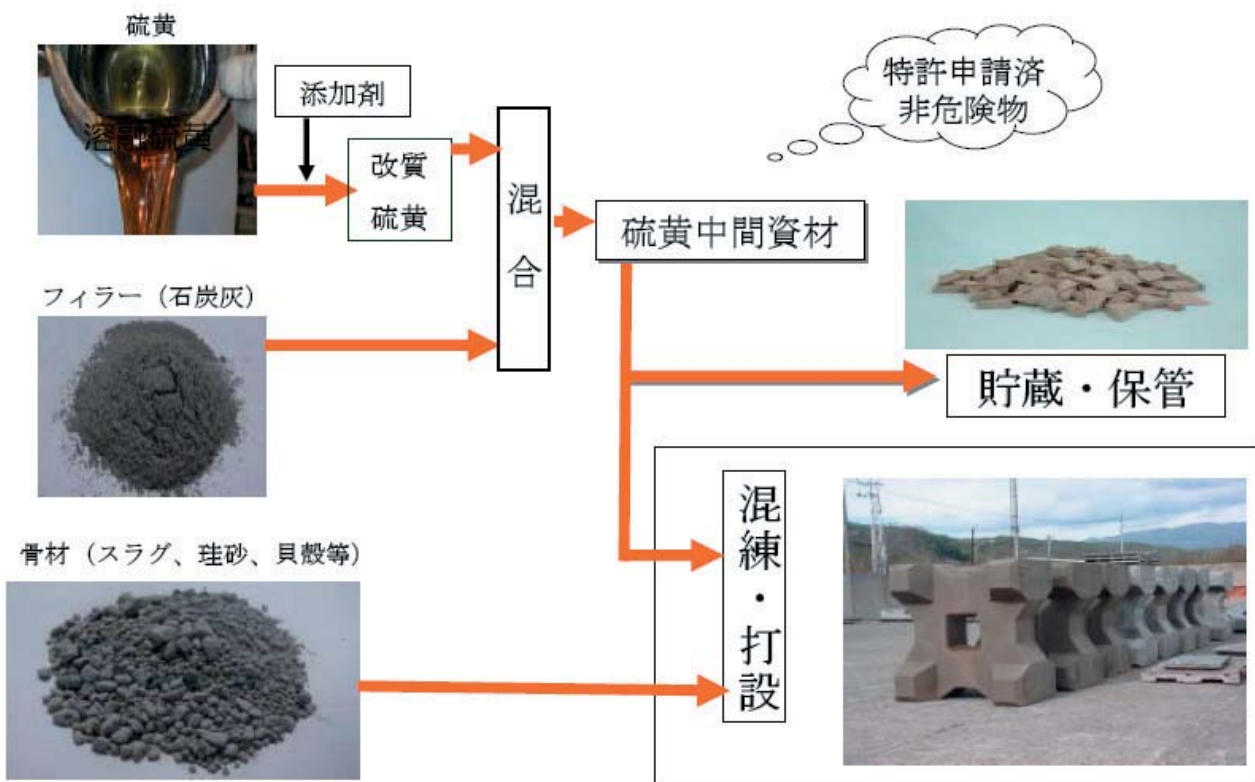 硫黄
溶融硫黄
添加剤
改質
硫黄
混
合
特許申請済
非危険物
硫黄中間資材
フィラー（石炭灰）
貯蔵・保管
骨材（スラグ、珪砂、貝殻等）
混練・打設